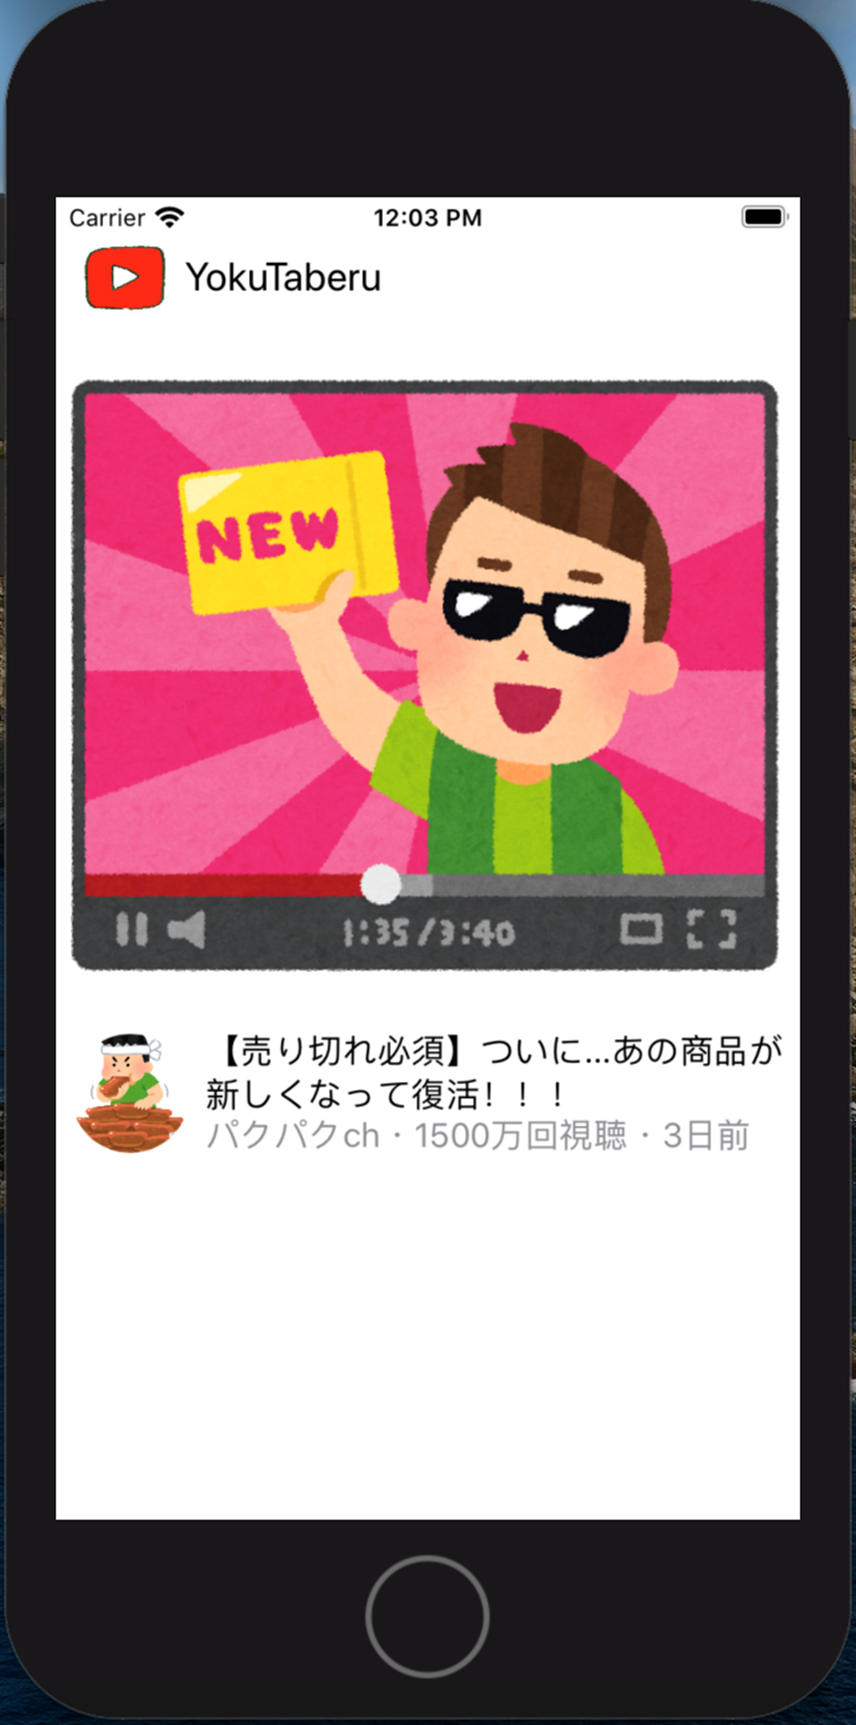 Carrier 12:03 PM
YokuTaberu
NEW
1:35/3:40
【売り切れ必須】ついに...あの商品が
新しくなって復活！！！
パクパクch・1500万回視聴・3日前